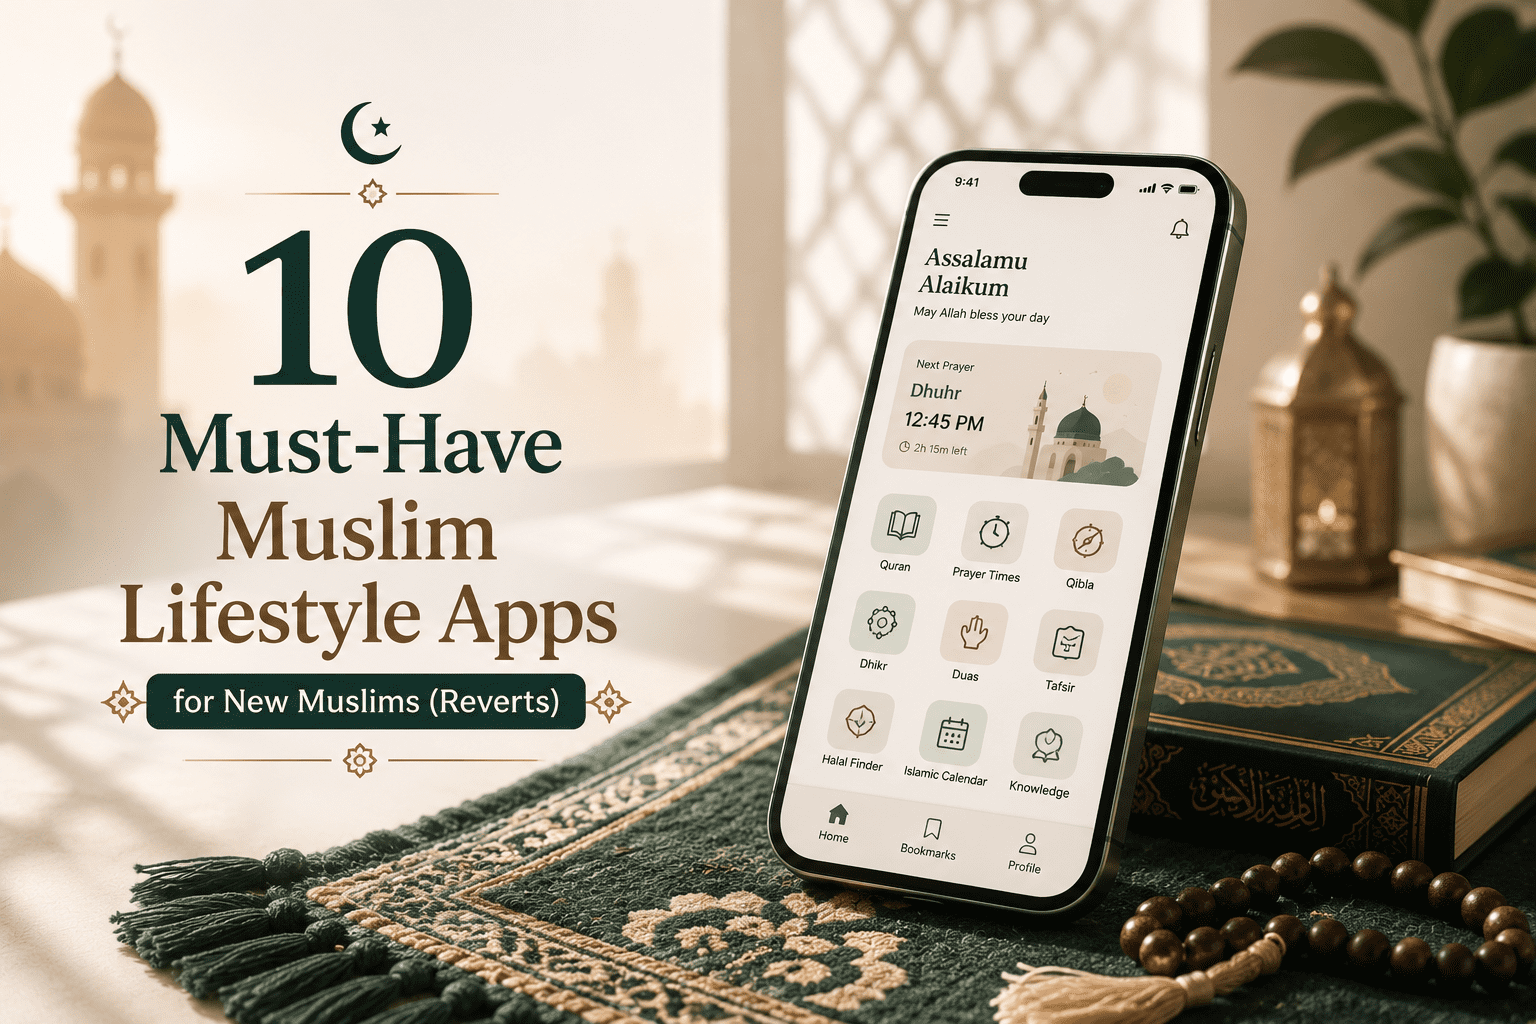 10
Must-Have
Muslim
Lifestyle Apps
for New Muslims (Reverts)
9:41
Assalamu
Alaikum
May Allah bless your day
Next Prayer
Dhuhr
12:45 PM
2h 15m left
Quran
Prayer Times
Qibla
Dhikr
Duas
Tafsir
Halal Finder
Islamic Calendar
Knowledge
Home
Bookmarks
Profile